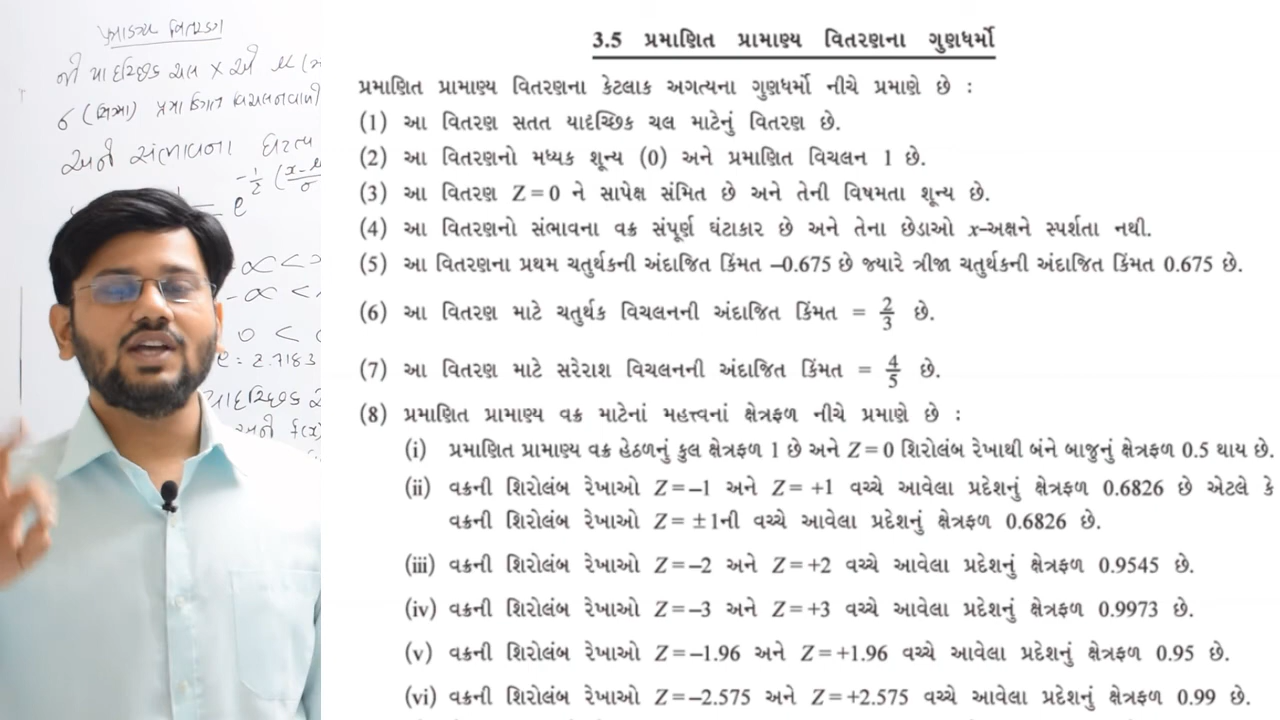 3.5 પ્રમાણિત પ્રામાણ્ય વિતરણના ગુણધર્મો
પ્રમાણિત પ્રામાણ્ય વિતરણના કેટલાક અગત્યના ગુણધર્મો નીચે પ્રમાણે છે :
(1) આ વિતરણ સતત યાદચ્છિક ચલ માટેનું વિતરણ છે.
(2) આ વિતરણનો મધ્યક શૂન્ય (0) અને પ્રમાણિત વિચલન 1 છે.
(3) આ વિતરણ Z = 0 ને સાપેક્ષ સંમિત છે અને તેની વિષમતા શૂન્ય છે.
(4) આ વિતરણનો સંભાવના વક્ર સંપૂર્ણ ઘંટાકાર છે અને તેના છેડાઓ x-અક્ષને સ્પર્શતા નથી.
(5) આ વિતરણના પ્રથમ ચતુર્થકની અંદાજિત કિંમત –0.675 છે જ્યારે ત્રીજા ચતુર્થકની અંદાજિત કિંમત 0.675 છે.
(6) આ વિતરણ માટે ચતુર્થક વિચલનની અંદાજિત કિંમત = 2/3 છે.
(7) આ વિતરણ માટે સરેરાશ વિચલનની અંદાજિત કિંમત = 4/5 છે.
(8) પ્રમાણિત પ્રામાણ્ય વક્ર માટેનાં મહત્ત્વનાં ક્ષેત્રફળ નીચે પ્રમાણે છે :
(i) પ્રમાણિત પ્રામાણ્ય વક્ર હેઠળનું કુલ ક્ષેત્રફળ 1 છે અને Z = 0 શિરોલંબ રેખાથી બંને બાજુનું ક્ષેત્રફળ 0.5 થાય છે.
(ii) વક્રની શિરોલંબ રેખાઓ Z = –1 અને Z = +1 વચ્ચે આવેલા પ્રદેશનું ક્ષેત્રફળ 0.6826 છે એટલે કે
વક્રની શિરોલંબ રેખાઓ Z = ± 1ની વચ્ચે આવેલા પ્રદેશનું ક્ષેત્રફળ 0.6826 છે.
(iii) વક્રની શિરોલંબ રેખાઓ Z = –2 અને Z = +2 વચ્ચે આવેલા પ્રદેશનું ક્ષેત્રફળ 0.9545 છે.
(iv) વક્રની શિરોલંબ રેખાઓ Z = –3 અને Z = +3 વચ્ચે આવેલા પ્રદેશનું ક્ષેત્રફળ 0.9973 છે.
(v) વક્રની શિરોલંબ રેખાઓ Z = –1.96 અને Z = +1.96 વચ્ચે આવેલા પ્રદેશનું ક્ષેત્રફળ 0.95 છે.
(vi) વક્રની શિરોલંબ રેખાઓ Z = –2.575 અને Z = +2.575 વચ્ચે આવેલા પ્રદેશનું ક્ષેત્રફળ 0.99 છે.